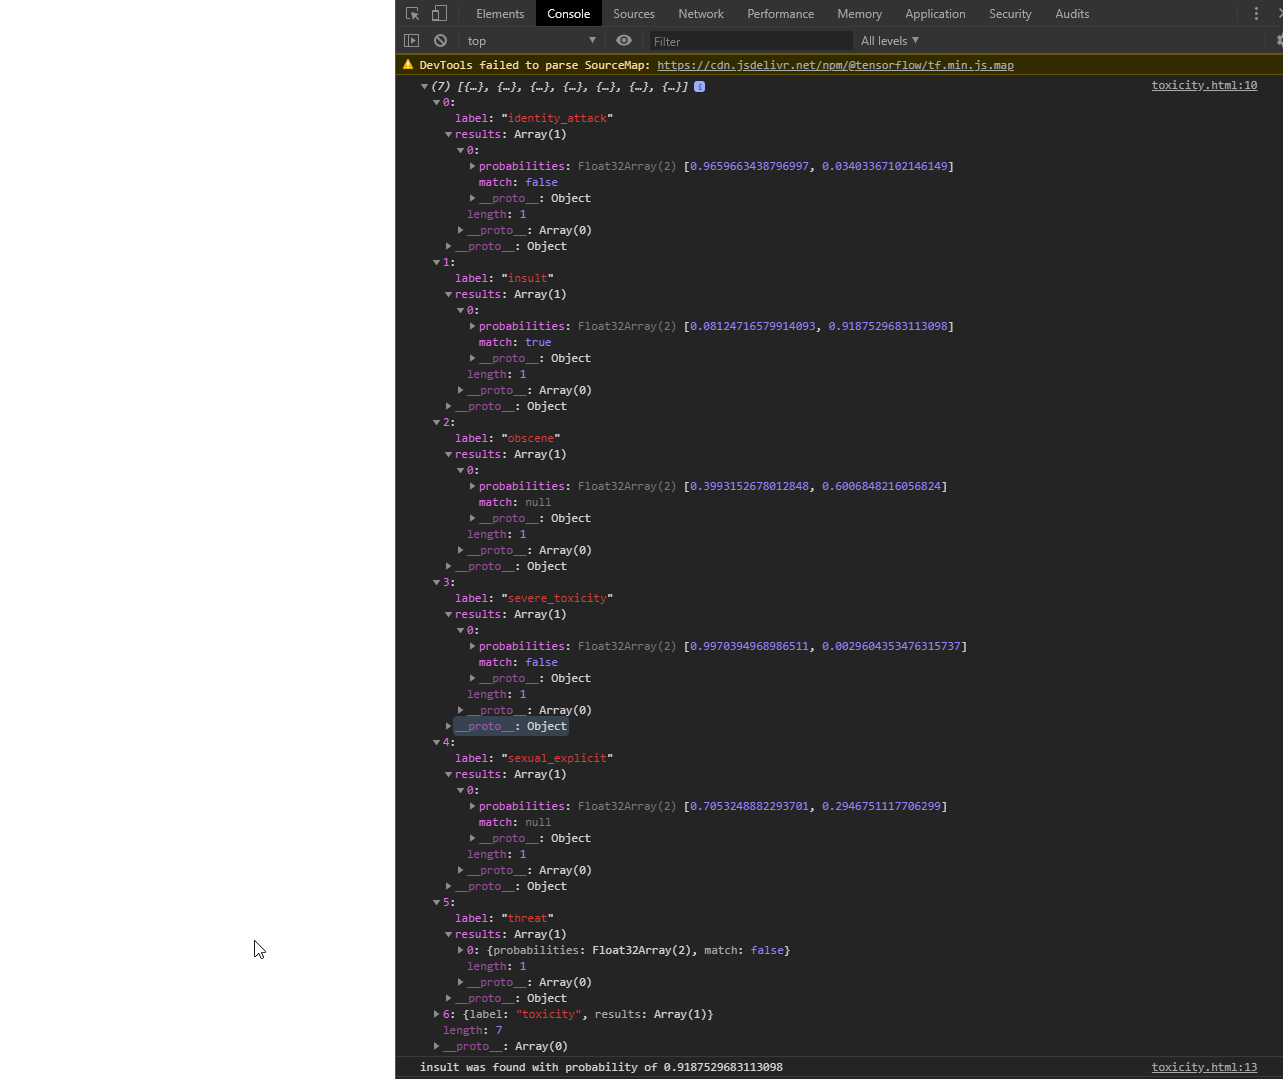 Elements Console Sources Network Performance Memory Application Security Audits
top Filter All levels
DevTools failed to parse SourceMap: https://cdn.jsdelivr.net/npm/@tensorflow/tf.min.js.map
(7) [{…}, {…}, {…}, {…}, {…}, {…}, {…}] i toxicity.html:10
0:
label: "identity_attack"
results: Array(1)
0:
probabilities: Float32Array(2) [0.9659663438796997, 0.03403367102146149]
match: false
__proto__: Object
length: 1
__proto__: Array(0)
__proto__: Object
1:
label: "insult"
results: Array(1)
0:
probabilities: Float32Array(2) [0.08124716579914093, 0.9187529683113098]
match: true
__proto__: Object
length: 1
__proto__: Array(0)
__proto__: Object
2:
label: "obscene"
results: Array(1)
0:
probabilities: Float32Array(2) [0.3993152678012848, 0.6006848216056824]
match: null
__proto__: Object
length: 1
__proto__: Array(0)
__proto__: Object
3:
label: "severe_toxicity"
results: Array(1)
0:
probabilities: Float32Array(2) [0.9970394968986511, 0.0029604353476315737]
match: false
__proto__: Object
length: 1
__proto__: Array(0)
__proto__: Object
4:
label: "sexual_explicit"
results: Array(1)
0:
probabilities: Float32Array(2) [0.7053248882293701, 0.2946751117706299]
match: null
__proto__: Object
length: 1
__proto__: Array(0)
__proto__: Object
5:
label: "threat"
results: Array(1)
0: {probabilities: Float32Array(2), match: false}
length: 1
__proto__: Array(0)
__proto__: Object
6: {label: "toxicity", results: Array(1)}
length: 7
__proto__: Array(0)
insult was found with probability of 0.9187529683113098 toxicity.html:13